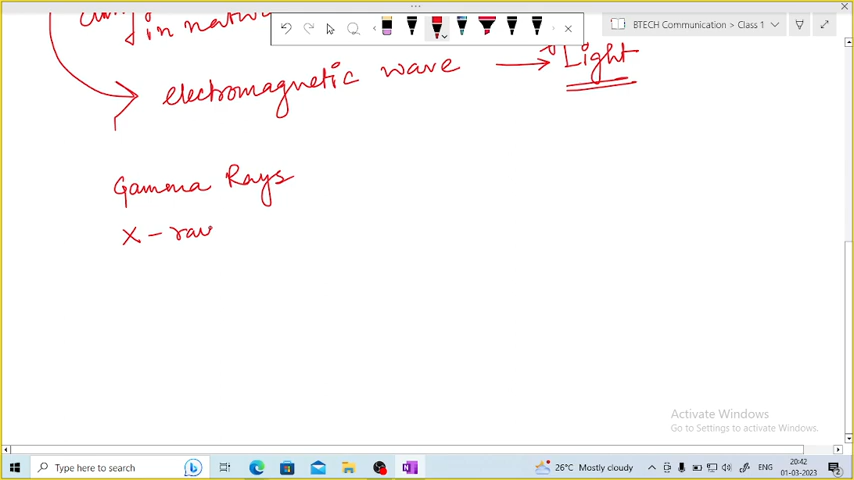 in natu
BTECH Communication > Class 1
electromagnetic wave → Light
Gamma Rays
X-ray
Activate Windows
Go to Settings to activate Windows.
Type here to search
26°C Mostly cloudy
ENG
20:42
01-03-2023
2